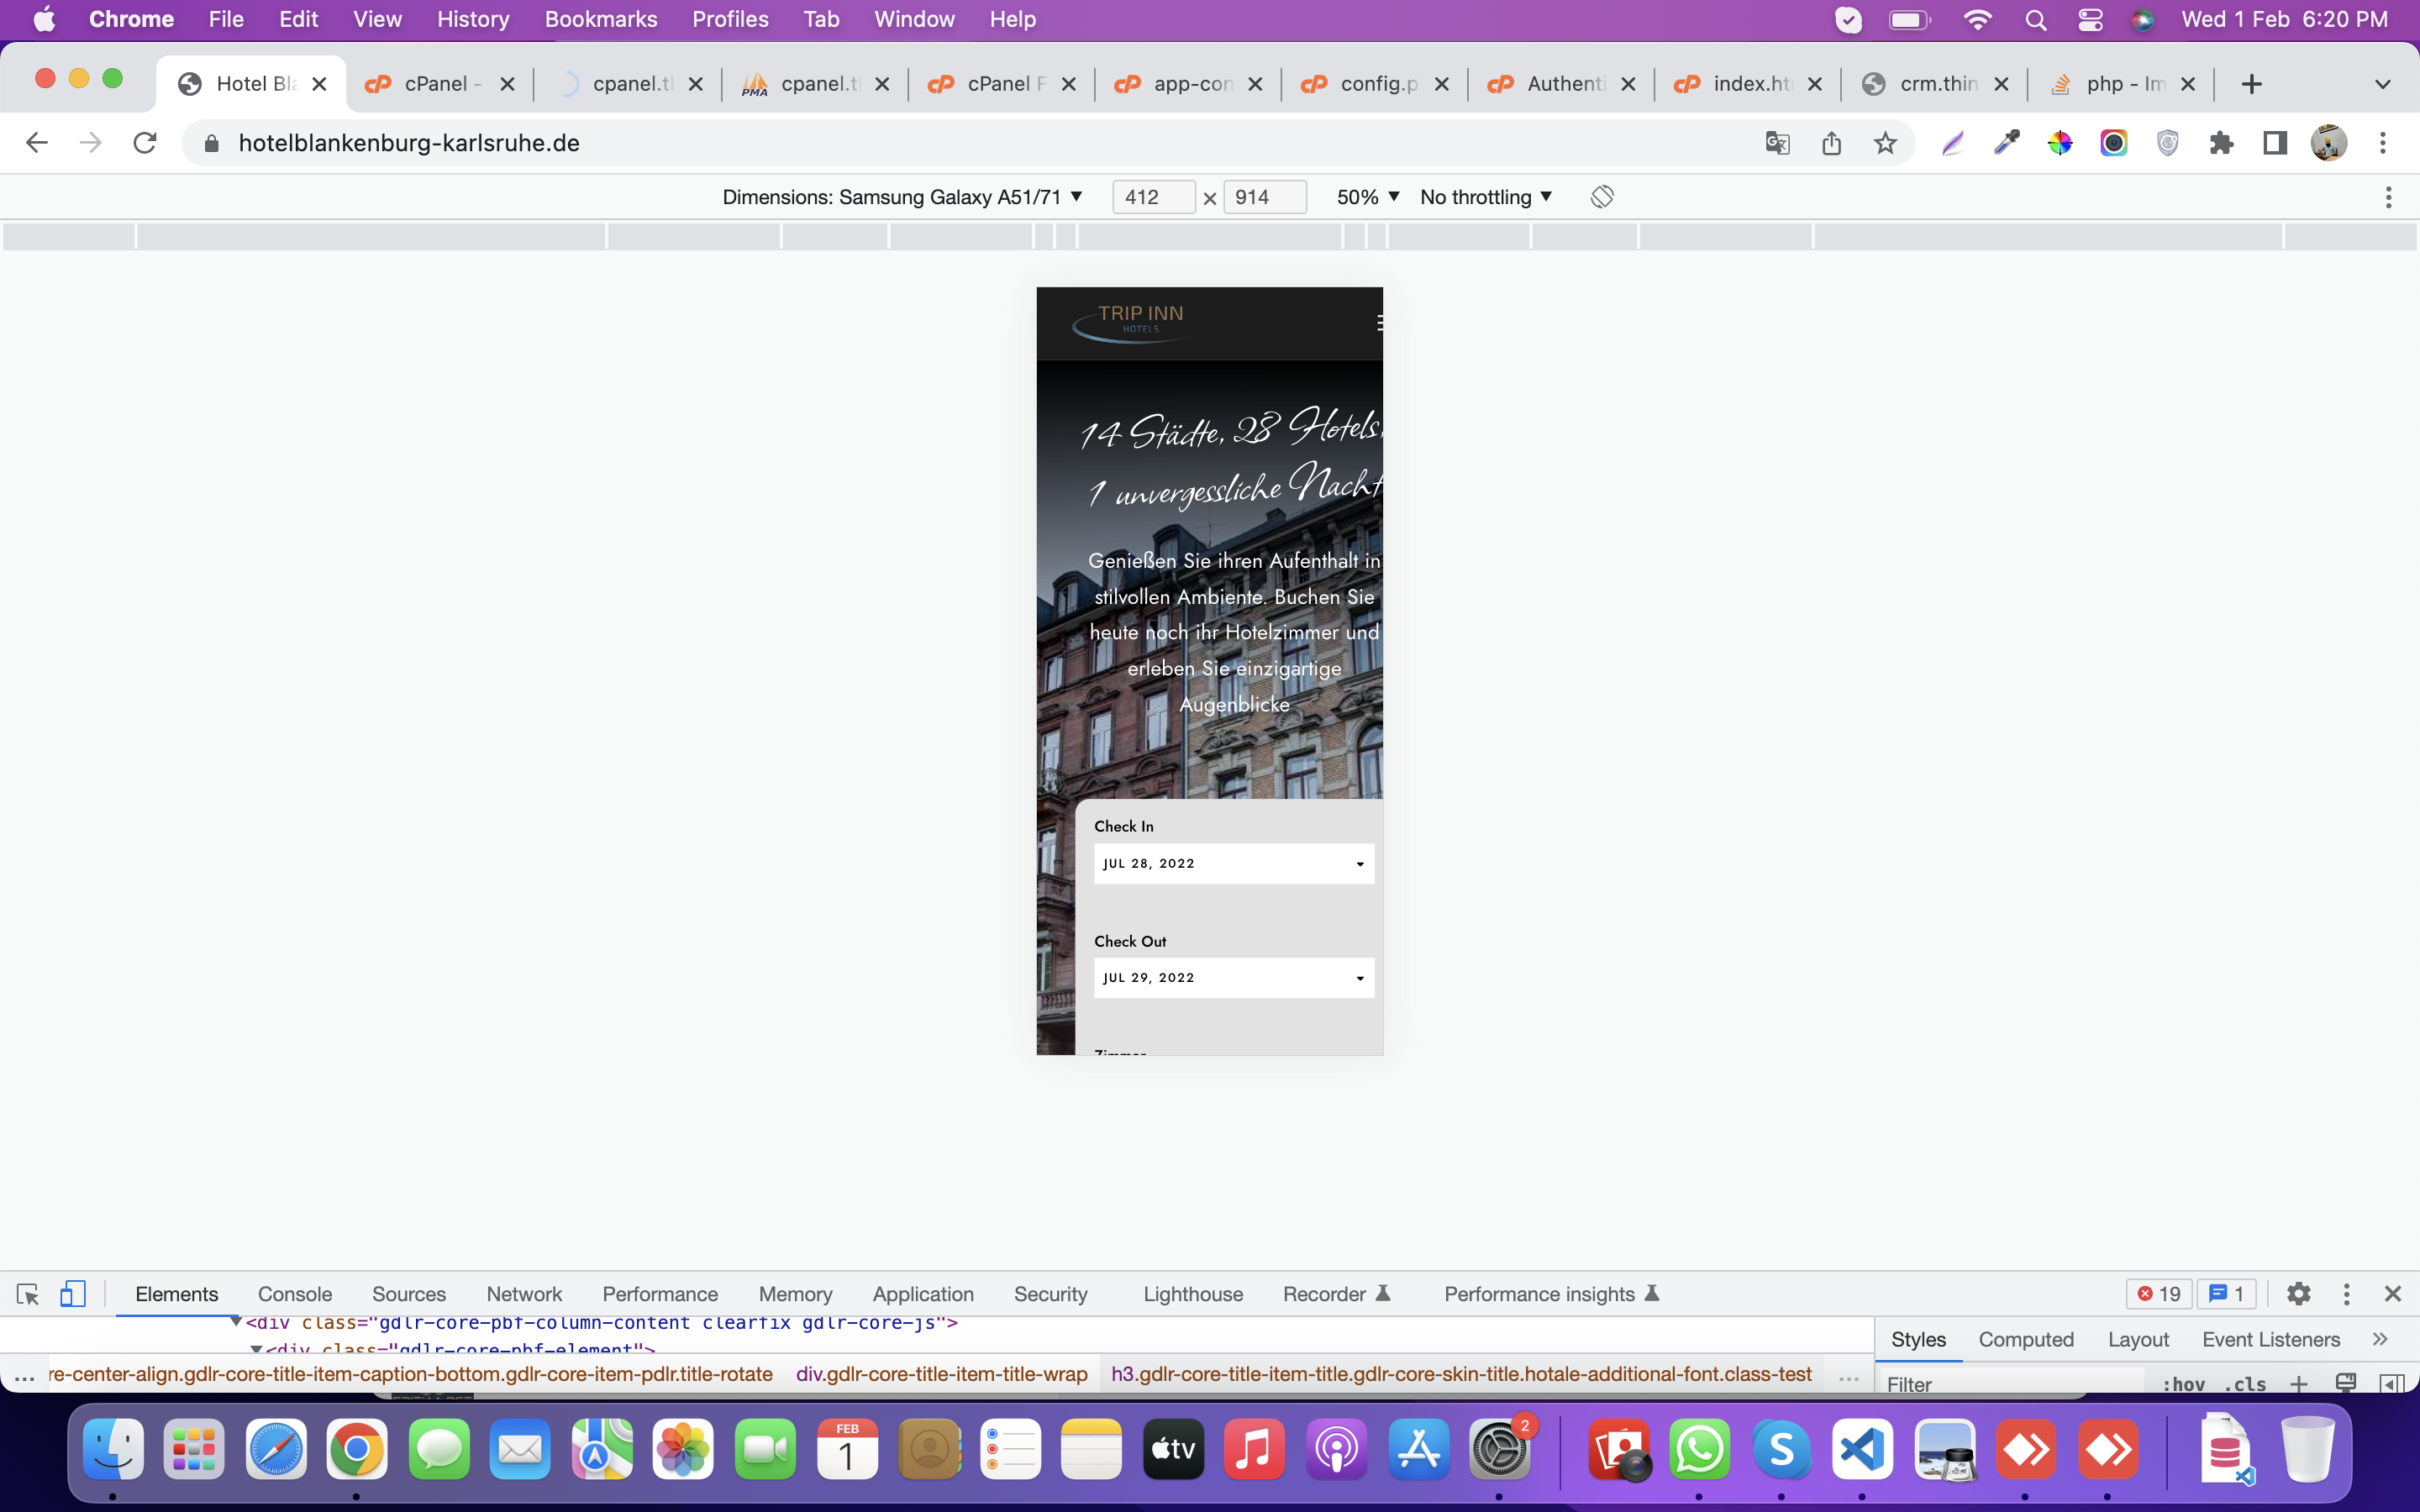 Chrome File Edit View History Bookmarks Profiles Tab Window Help Wed 1 Feb 6:20 PM
Hotel Bla cPanel - cpanel.t cpanel.t cPanel F app-con config.p Authenti index.ht crm.thin php - Im
hotelblankenburg-karlsruhe.de
Dimensions: Samsung Galaxy A51/71 412 × 914 50% No throttling
TRIP INN
HOTELS
14 Städte, 28 Hotels,
1 unvergessliche Nacht
Genießen Sie ihren Aufenthalt in
stilvollen Ambiente. Buchen Sie
heute noch ihr Hotelzimmer und
erleben Sie einzigartige
Augenblicke
Check In
JUL 28, 2022
Check Out
JUL 29, 2022
Zimmer
Elements Console Sources Network Performance Memory Application Security Lighthouse Recorder Performance insights 19 1
<div class="gdlr-core-pbf-column-content clearfix gdlr-core-js">
<div class="gdlr-core-pbf-element">
Styles Computed Layout Event Listeners
... re-center-align.gdlr-core-title-item-caption-bottom.gdlr-core-item-pdlr.title-rotate div.gdlr-core-title-item-title-wrap h3.gdlr-core-title-item-title.gdlr-core-skin-title.hotale-additional-font.class-test ...
Filter :hov .cls
FEB
1
tv
2